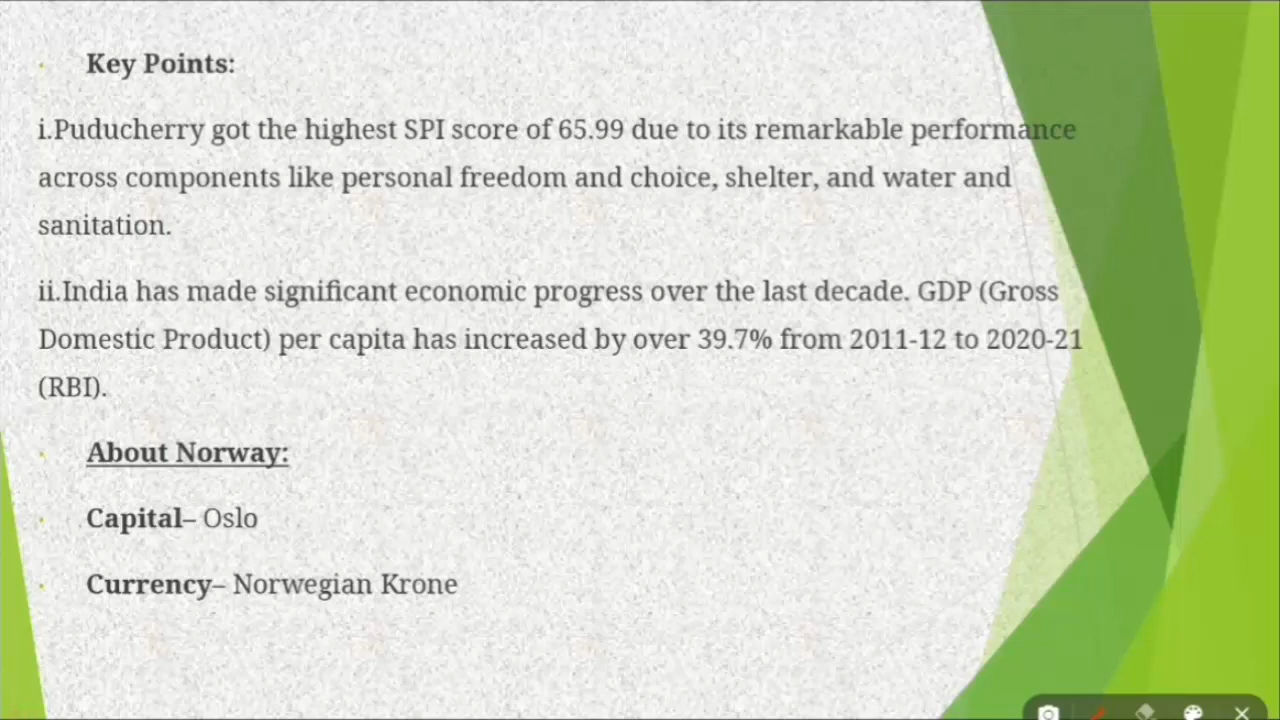 Key Points:
i.Puducherry got the highest SPI score of 65.99 due to its remarkable performance
across components like personal freedom and choice, shelter, and water and
sanitation.
ii.India has made significant economic progress over the last decade. GDP (Gross
Domestic Product) per capita has increased by over 39.7% from 2011-12 to 2020-21
(RBI).
About Norway:
Capital– Oslo
Currency– Norwegian Krone